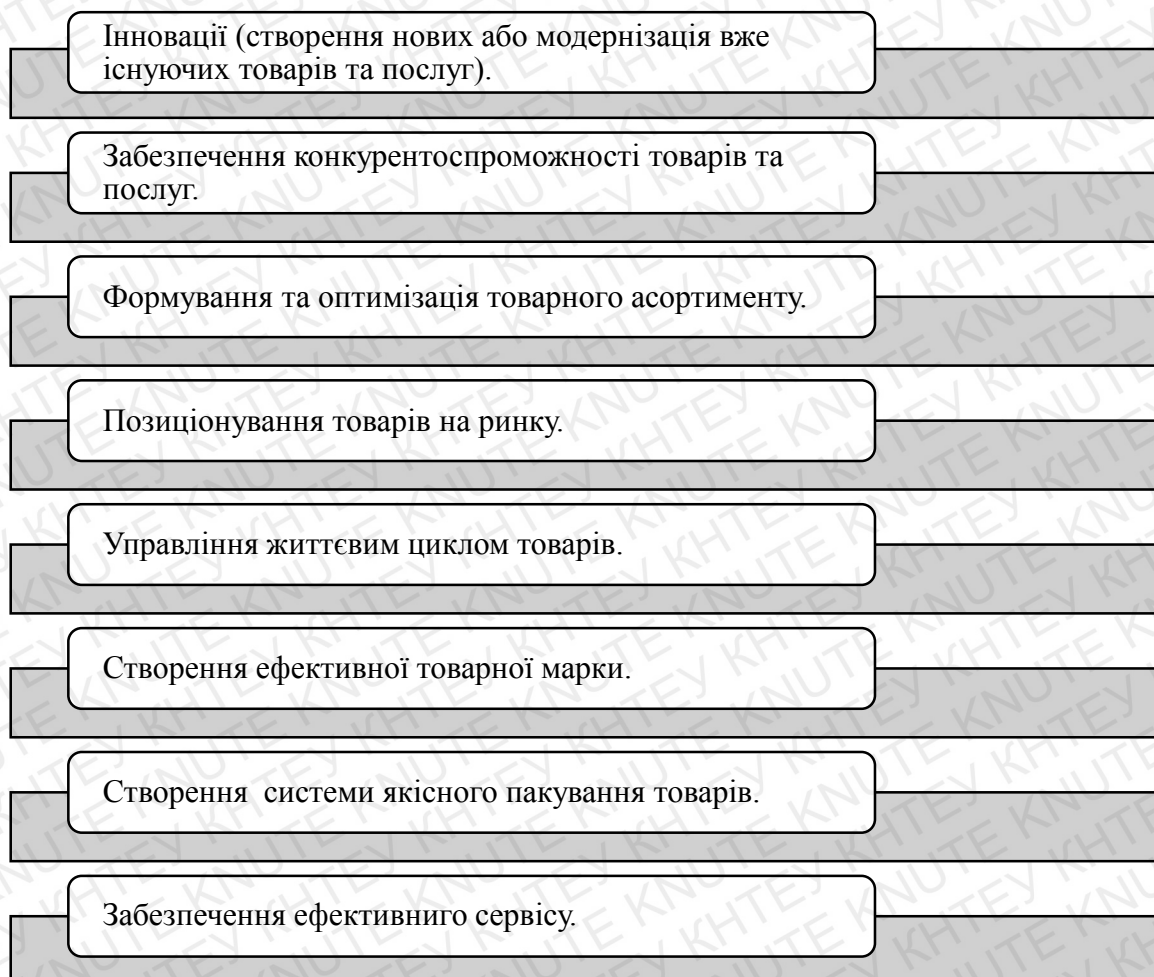 Інновації (створення нових або модернізація вже
існуючих товарів та послуг).
Забезпечення конкурентоспроможності товарів та
послуг.
Формування та оптимізація товарного асортименту.
Позиціонування товарів на ринку.
Управління життєвим циклом товарів.
Створення ефективної товарної марки.
Створення  системи якісного пакування товарів.
Забезпечення ефективниго сервісу.